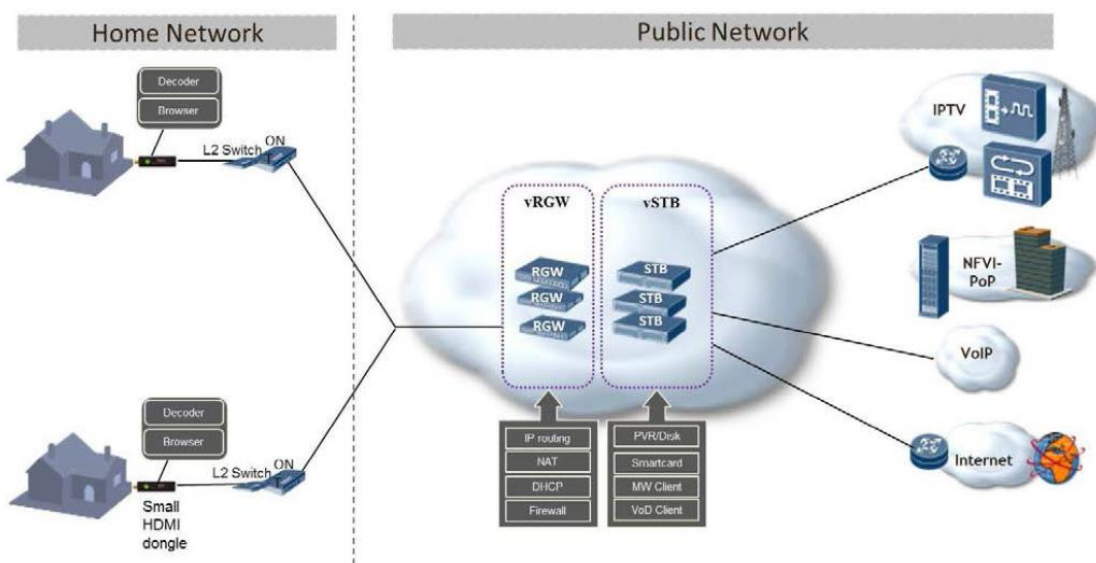 Home Network
Public Network
Decoder
Browser
L2 Switch
ON
Decoder
Browser
L2 Switch
ON
Small
HDMI
dongle
vRGW
vSTB
RGW
RGW
RGW
STB
STB
STB
IP routing
NAT
DHCP
Firewall
PVR/Disk
Smartcard
MW Client
VoD Client
IPTV
NFVI-
PoP
VoIP
Internet